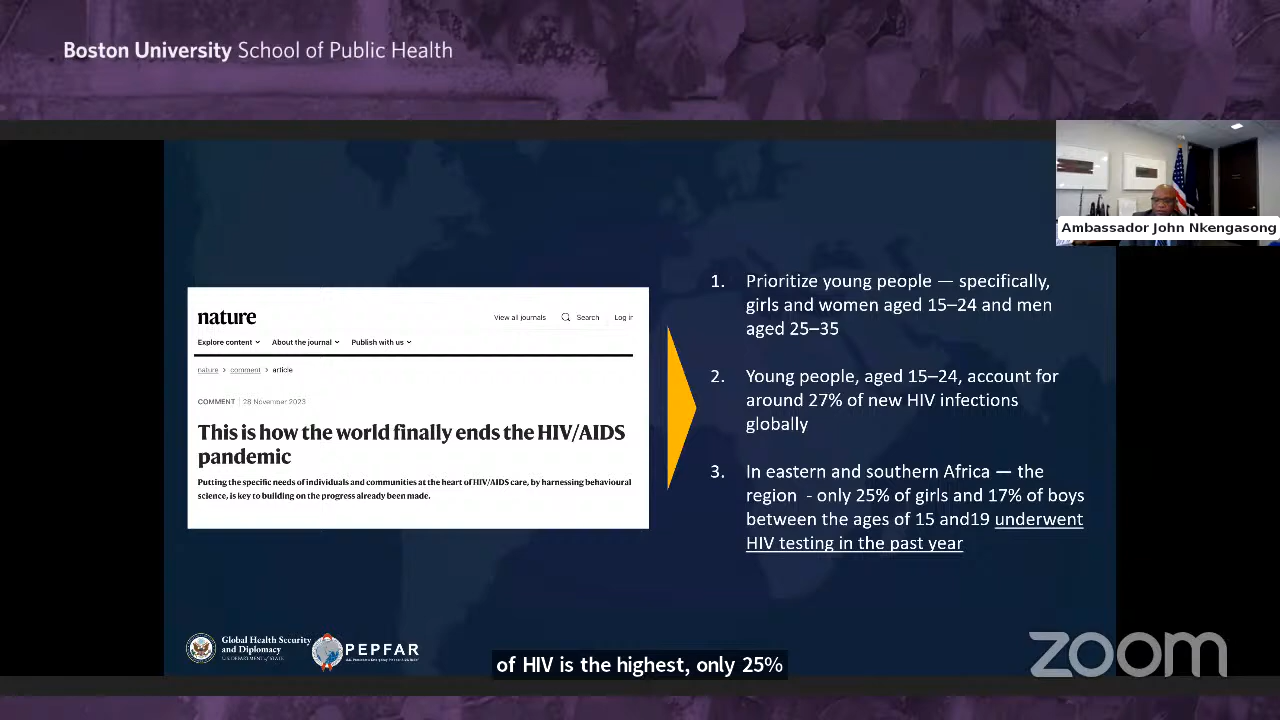 Boston University School of Public Health
Ambassador John Nkengasong
nature
View all journals
Search
Log in
Explore content
About the journal
Publish with us
nature > comment > article
COMMENT | 28 November 2023
This is how the world finally ends the HIV/AIDS
pandemic
Putting the specific needs of individuals and communities at the heart of HIV/AIDS care, by harnessing behavioural
science, is key to building on the progress already been made.
1. Prioritize young people — specifically,
girls and women aged 15–24 and men
aged 25–35
2. Young people, aged 15–24, account for
around 27% of new HIV infections
globally
3. In eastern and southern Africa — the
region - only 25% of girls and 17% of boys
between the ages of 15 and19 underwent
HIV testing in the past year
Global Health Security
and Diplomacy
U.S. DEPARTMENT of STATE
PEPFAR
of HIV is the highest, only 25%
zoom